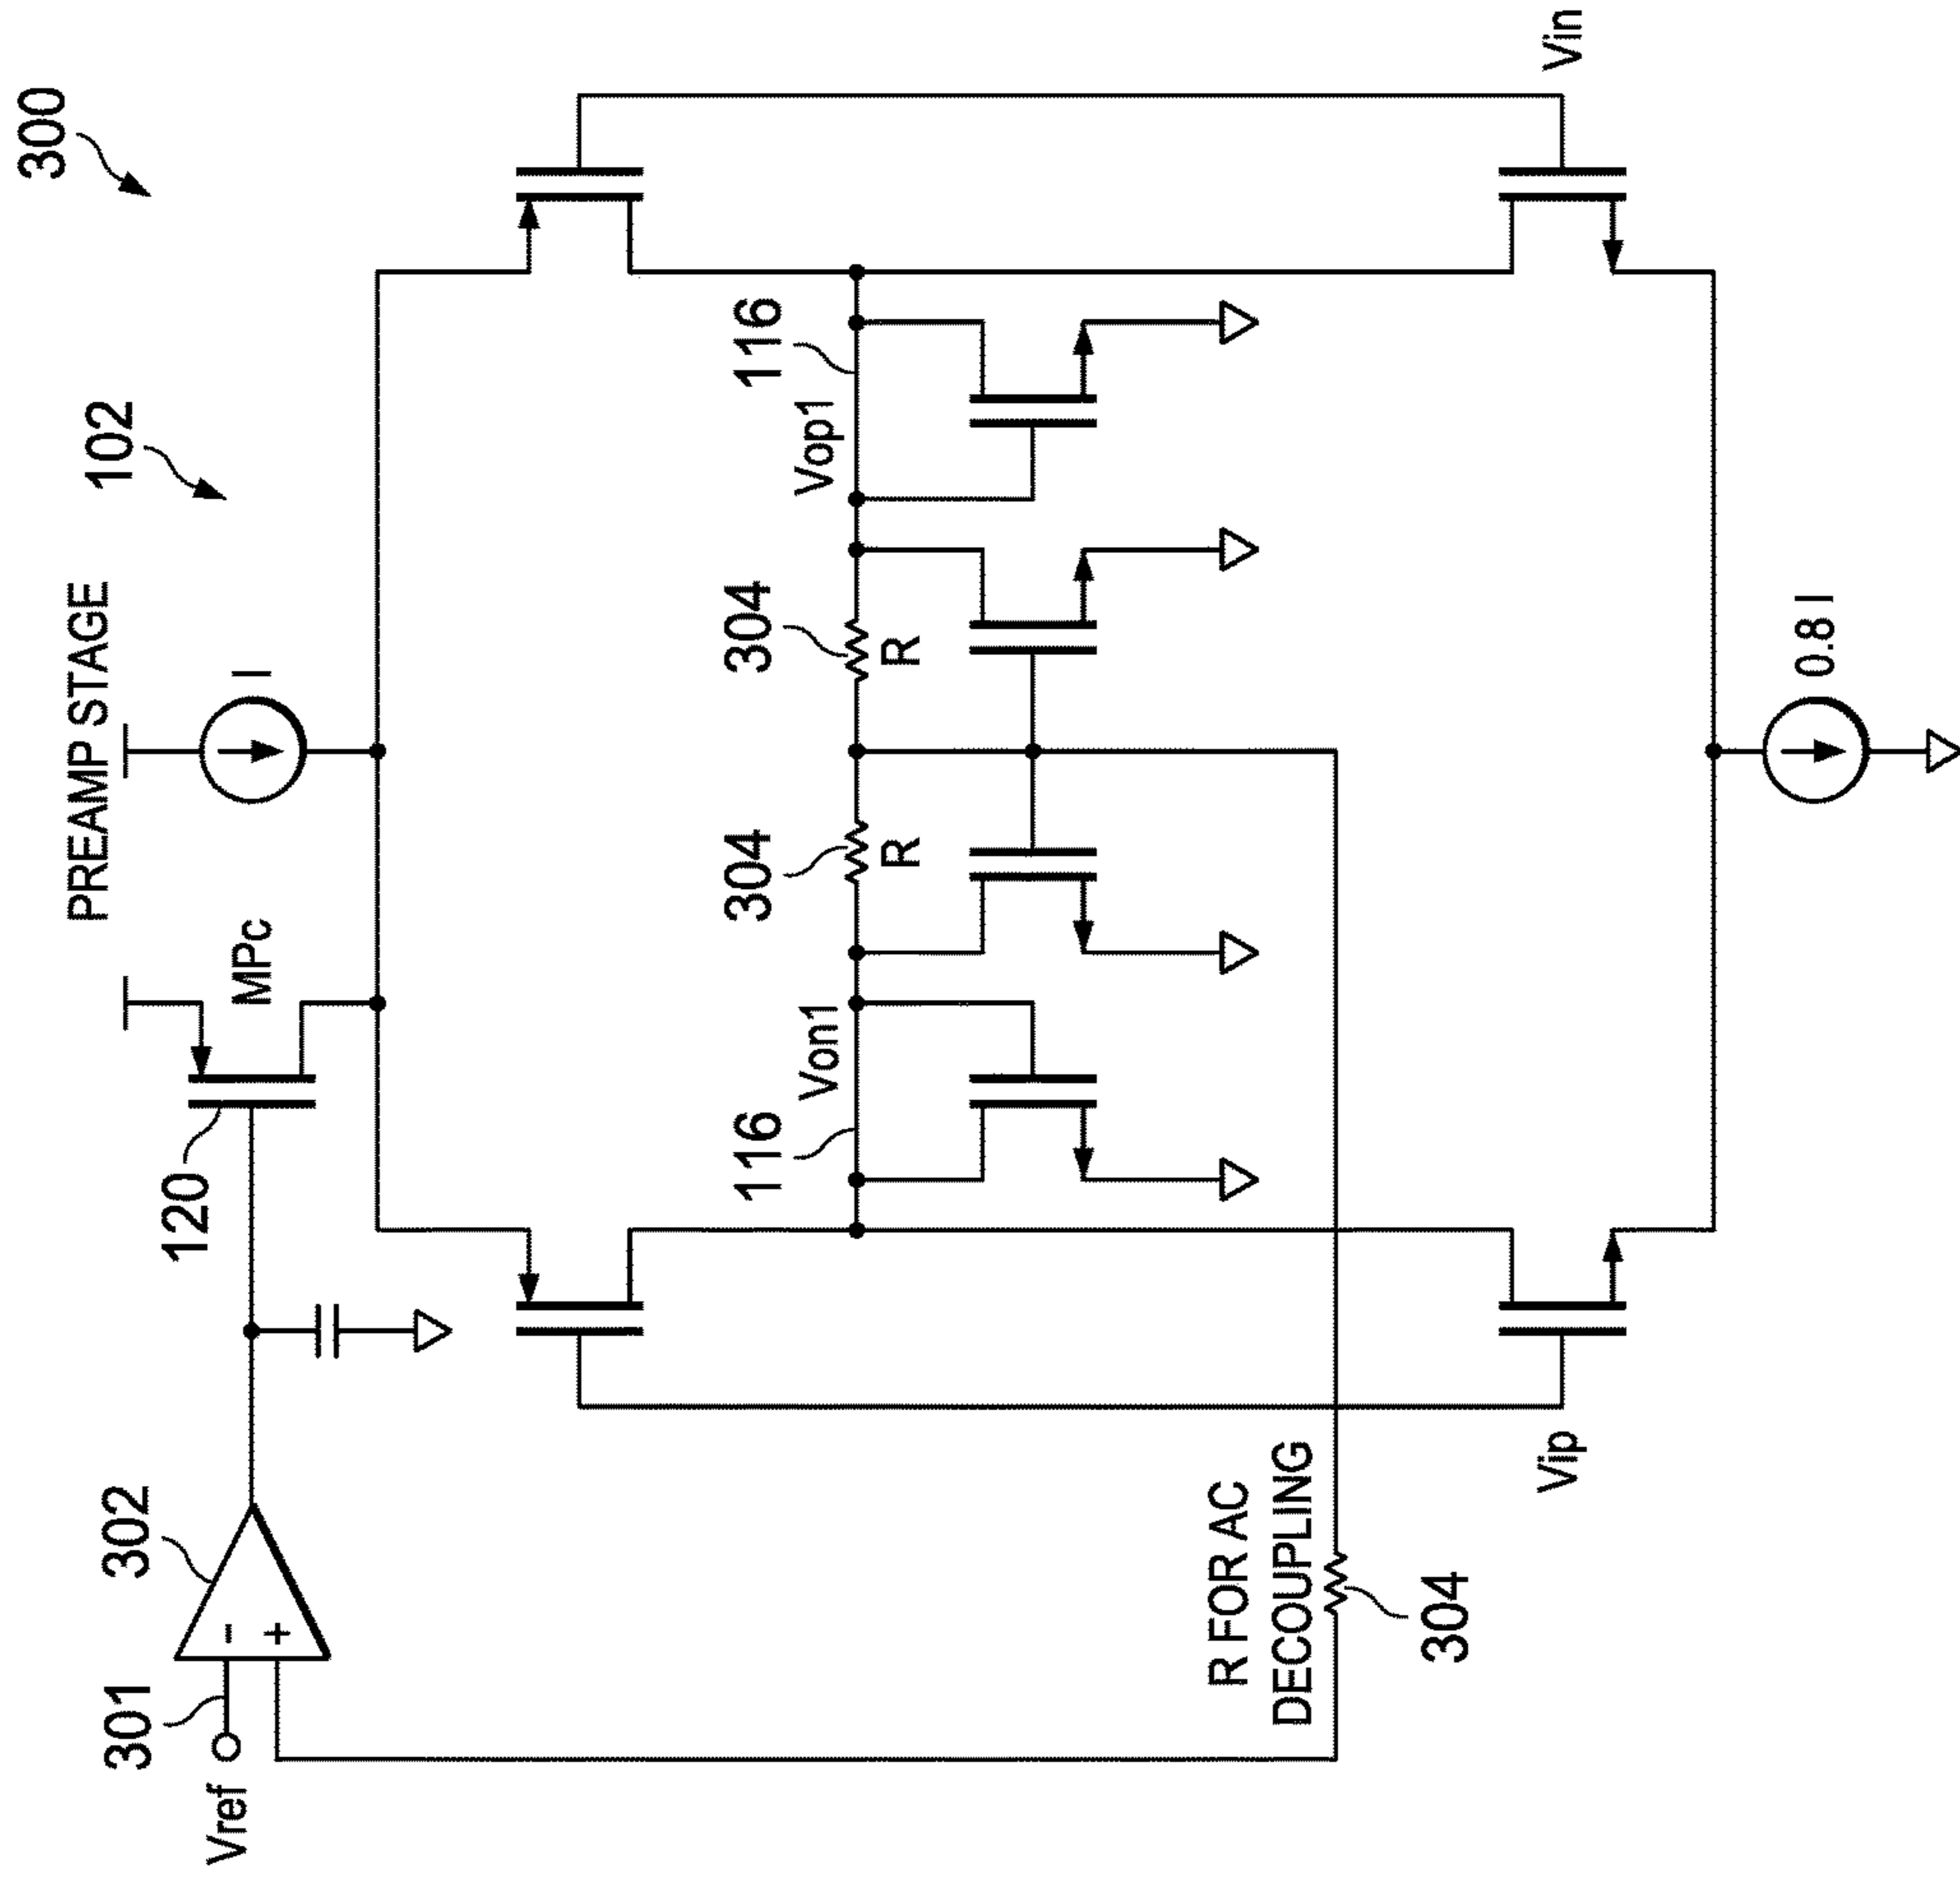 300
102
PREAMP STAGE
I
MPc
120
302
301
Vref
-
+
116
Vop1
304
R
304
R
Von1
116
R FOR AC
DECOUPLING
304
Vin
Vip
0.8 I